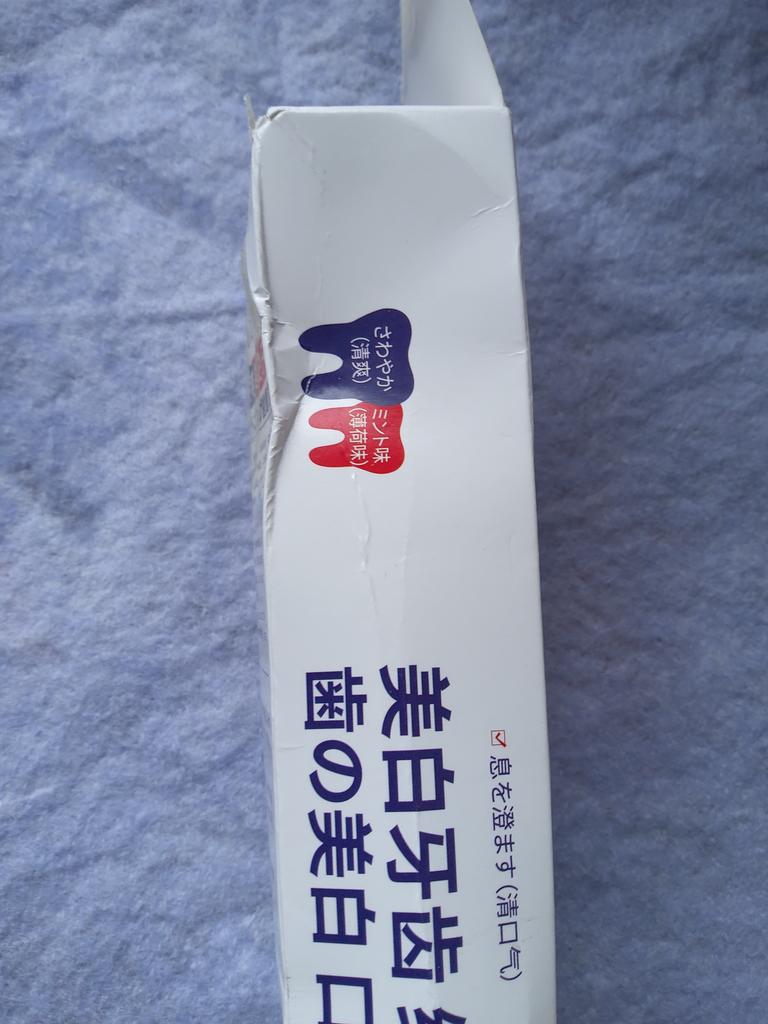 さわやか
(清爽)
ミント味
(薄荷味)
息を澄ます (清口气)
美白牙齿
歯の美白 口